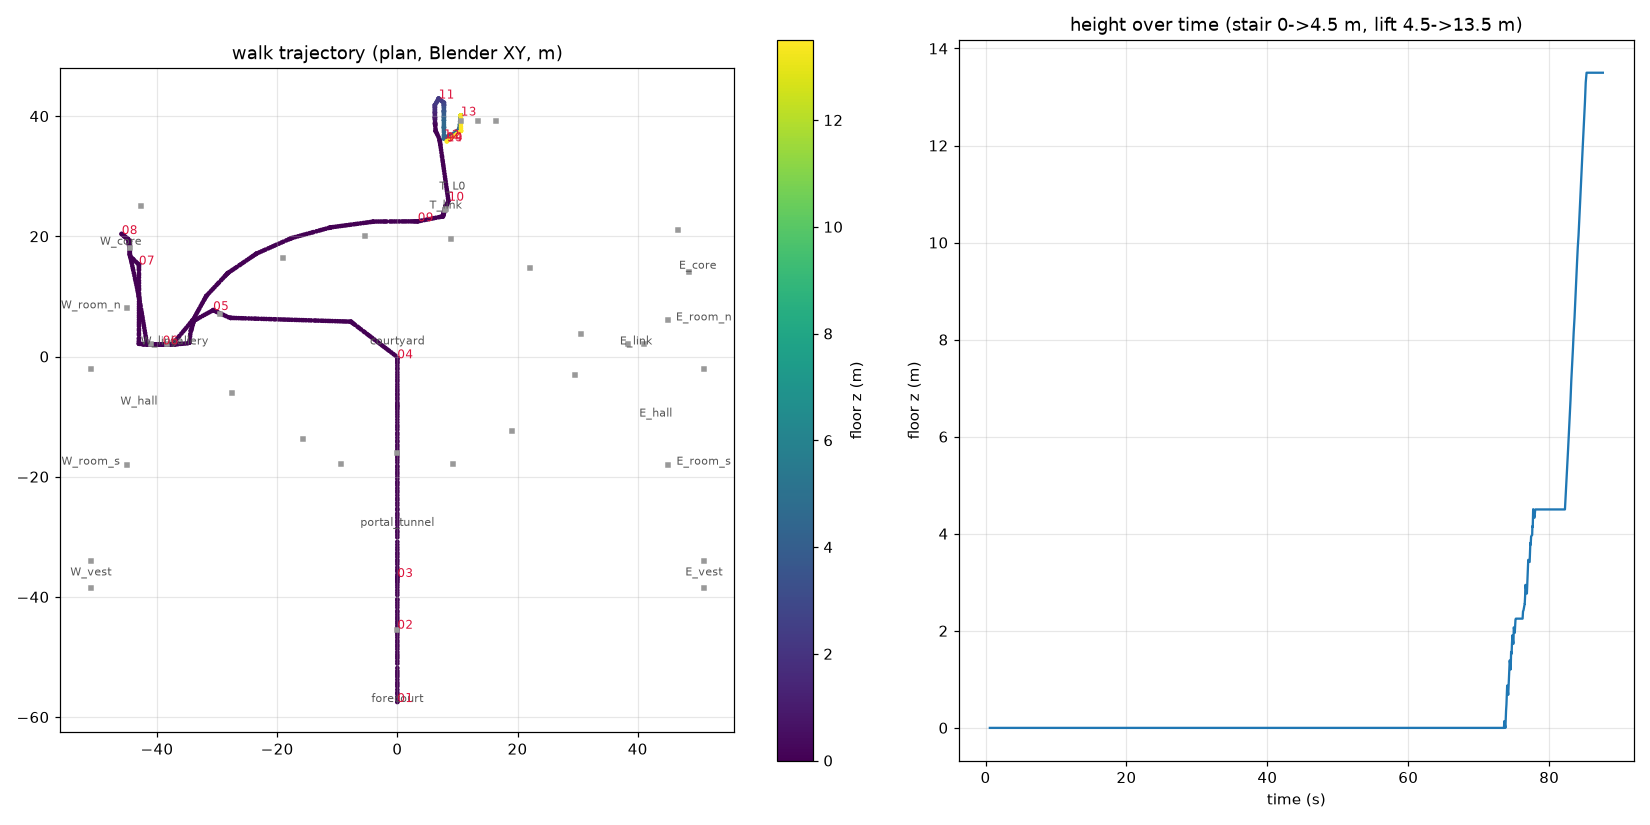 walk trajectory (plan, Blender XY, m)
height over time (stair 0->4.5 m, lift 4.5->13.5 m)
11
13
T_L0
10
T_link
09
08
W_core
07
E_core
W_room_n
05
E_room_n
courtyard
E_link
04
W_hall
E_hall
W_room_s
E_room_s
portal_tunnel
W_vest
03
E_vest
02
forecourt
01
40
20
0
−20
−40
−60
−40
−20
0
20
40
12
10
8
6
4
2
0
floor z (m)
14
12
10
8
6
4
2
0
floor z (m)
0
20
40
60
80
time (s)